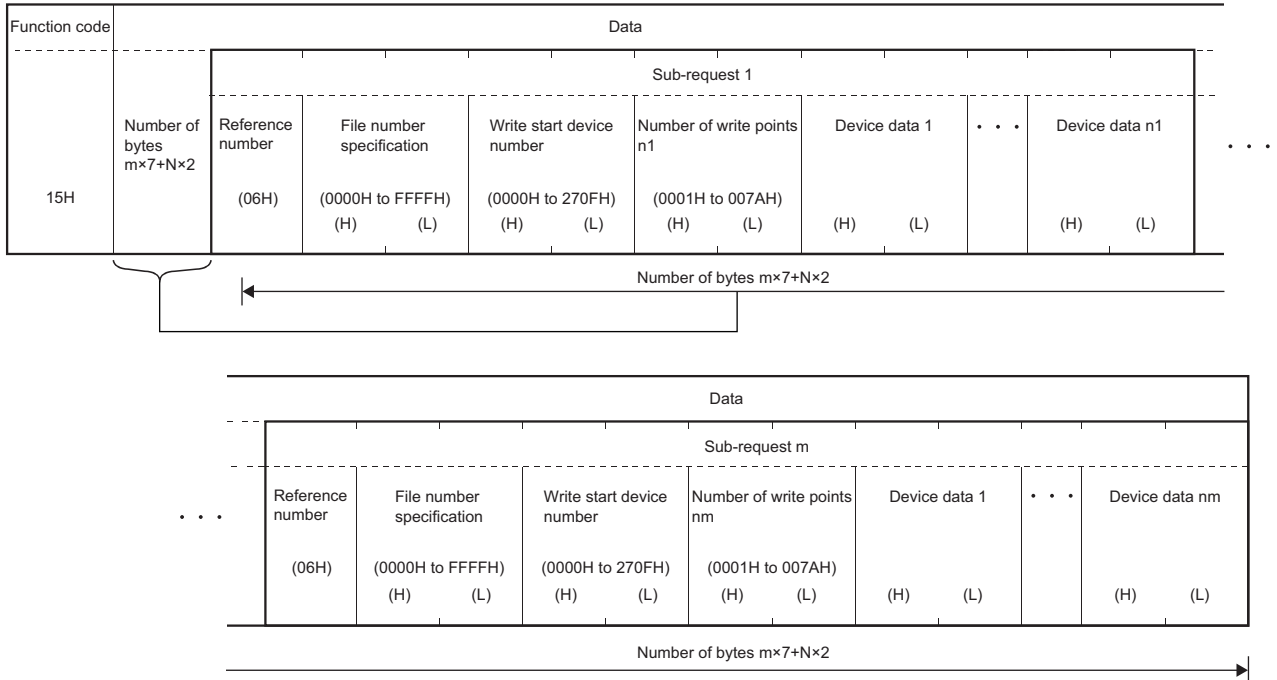 Function code
Data
Sub-request 1
Number of
bytes
m×7+N×2
Reference
number
File number
specification
Write start device
number
Number of write points
n1
Device data 1
· · ·
Device data n1
· · ·
15H
(06H)
(0000H to FFFFH)
(0000H to 270FH)
(0001H to 007AH)
(H) (L) (H) (L) (H) (L) (H) (L) (H) (L)
Number of bytes m×7+N×2
Data
Sub-request m
· · ·
Reference
number
File number
specification
Write start device
number
Number of write points
nm
Device data 1
· · ·
Device data nm
(06H)
(0000H to FFFFH)
(0000H to 270FH)
(0001H to 007AH)
(H) (L) (H) (L) (H) (L) (H) (L) (H) (L)
Number of bytes m×7+N×2